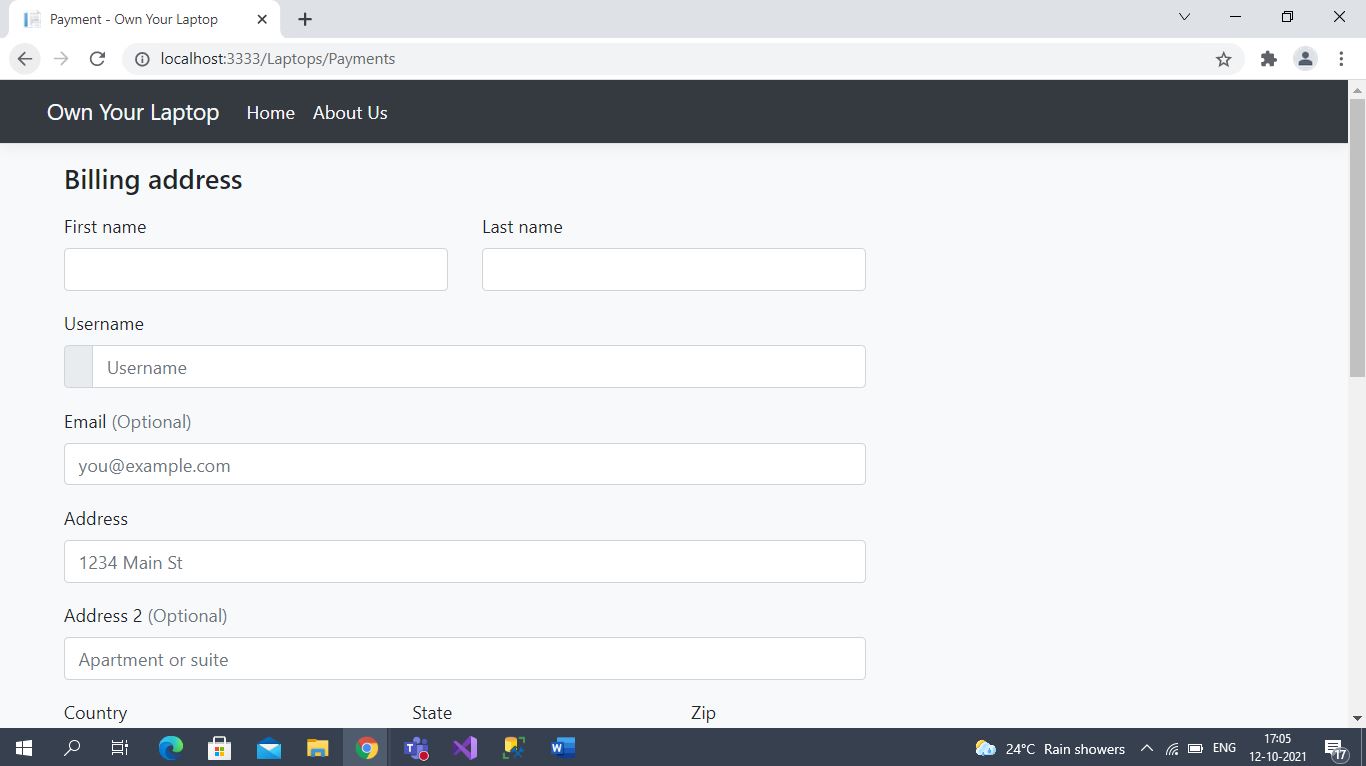 Payment - Own Your Laptop
localhost:3333/Laptops/Payments
Own Your Laptop Home About Us
Billing address
First name Last name
Username
Username
Email (Optional)
you@example.com
Address
1234 Main St
Address 2 (Optional)
Apartment or suite
Country State Zip
24°C Rain showers ENG 17:05
12-10-2021 17